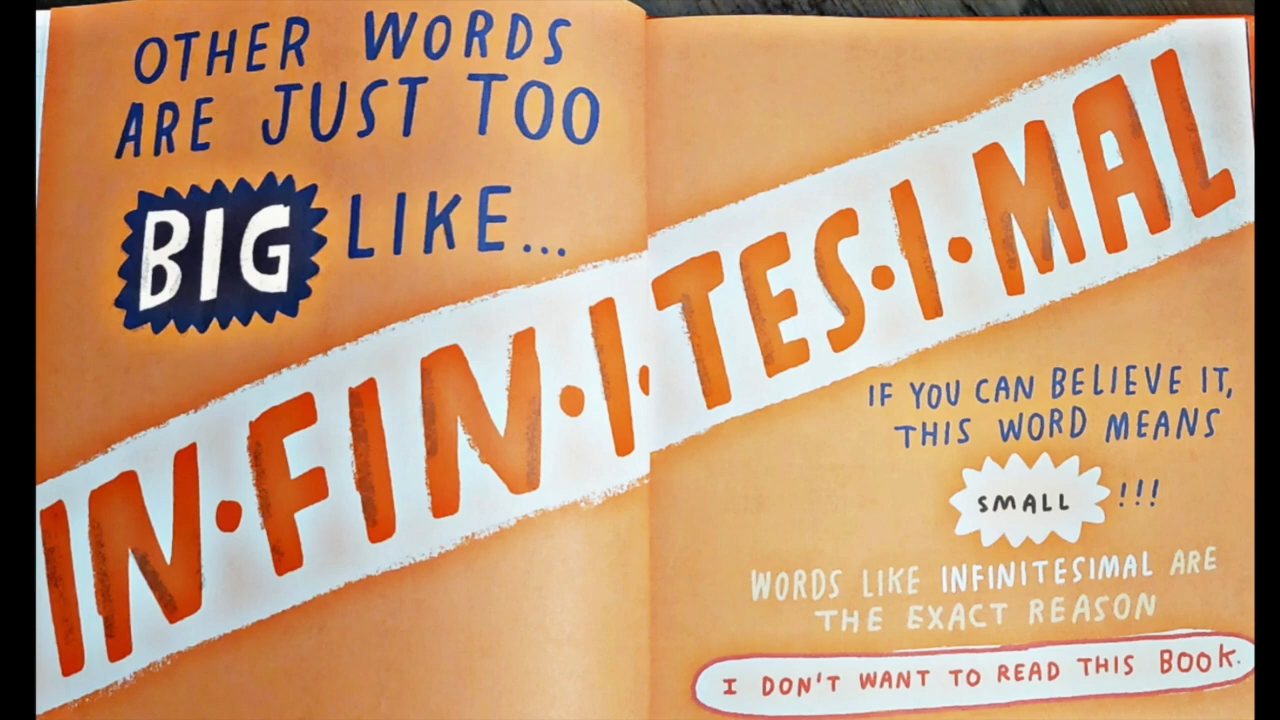 OTHER WORDS
ARE JUST TOO
BIG LIKE...
IN·FIN·I·TES·I·MAL
IF YOU CAN BELIEVE IT,
THIS WORD MEANS
SMALL !!!
WORDS LIKE INFINITESIMAL ARE
THE EXACT REASON
I DON'T WANT TO READ THIS BOOK.